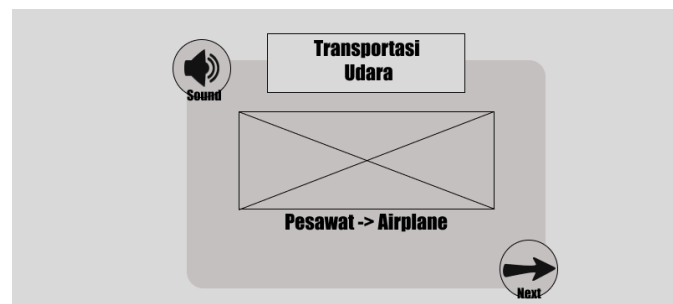 Transportasi
Udara
Sound
Pesawat -> Airplane
Next